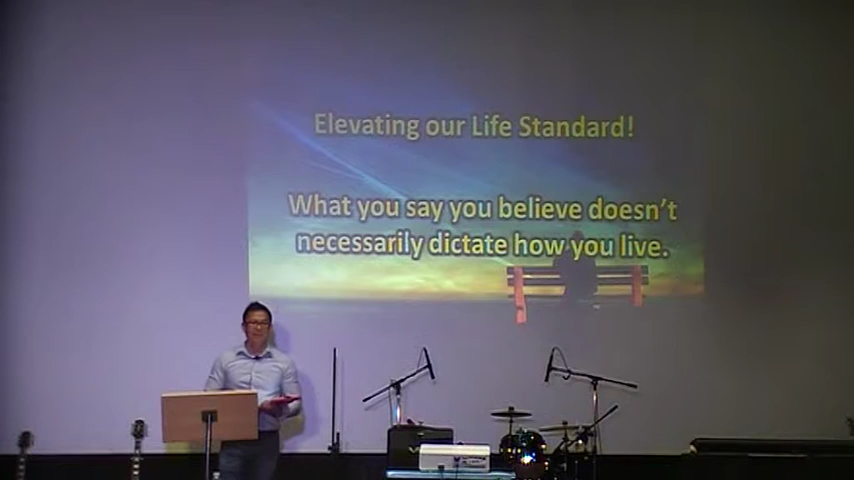 Elevating our Life Standard!
What you say you believe doesn't
necessarily dictate how you live.